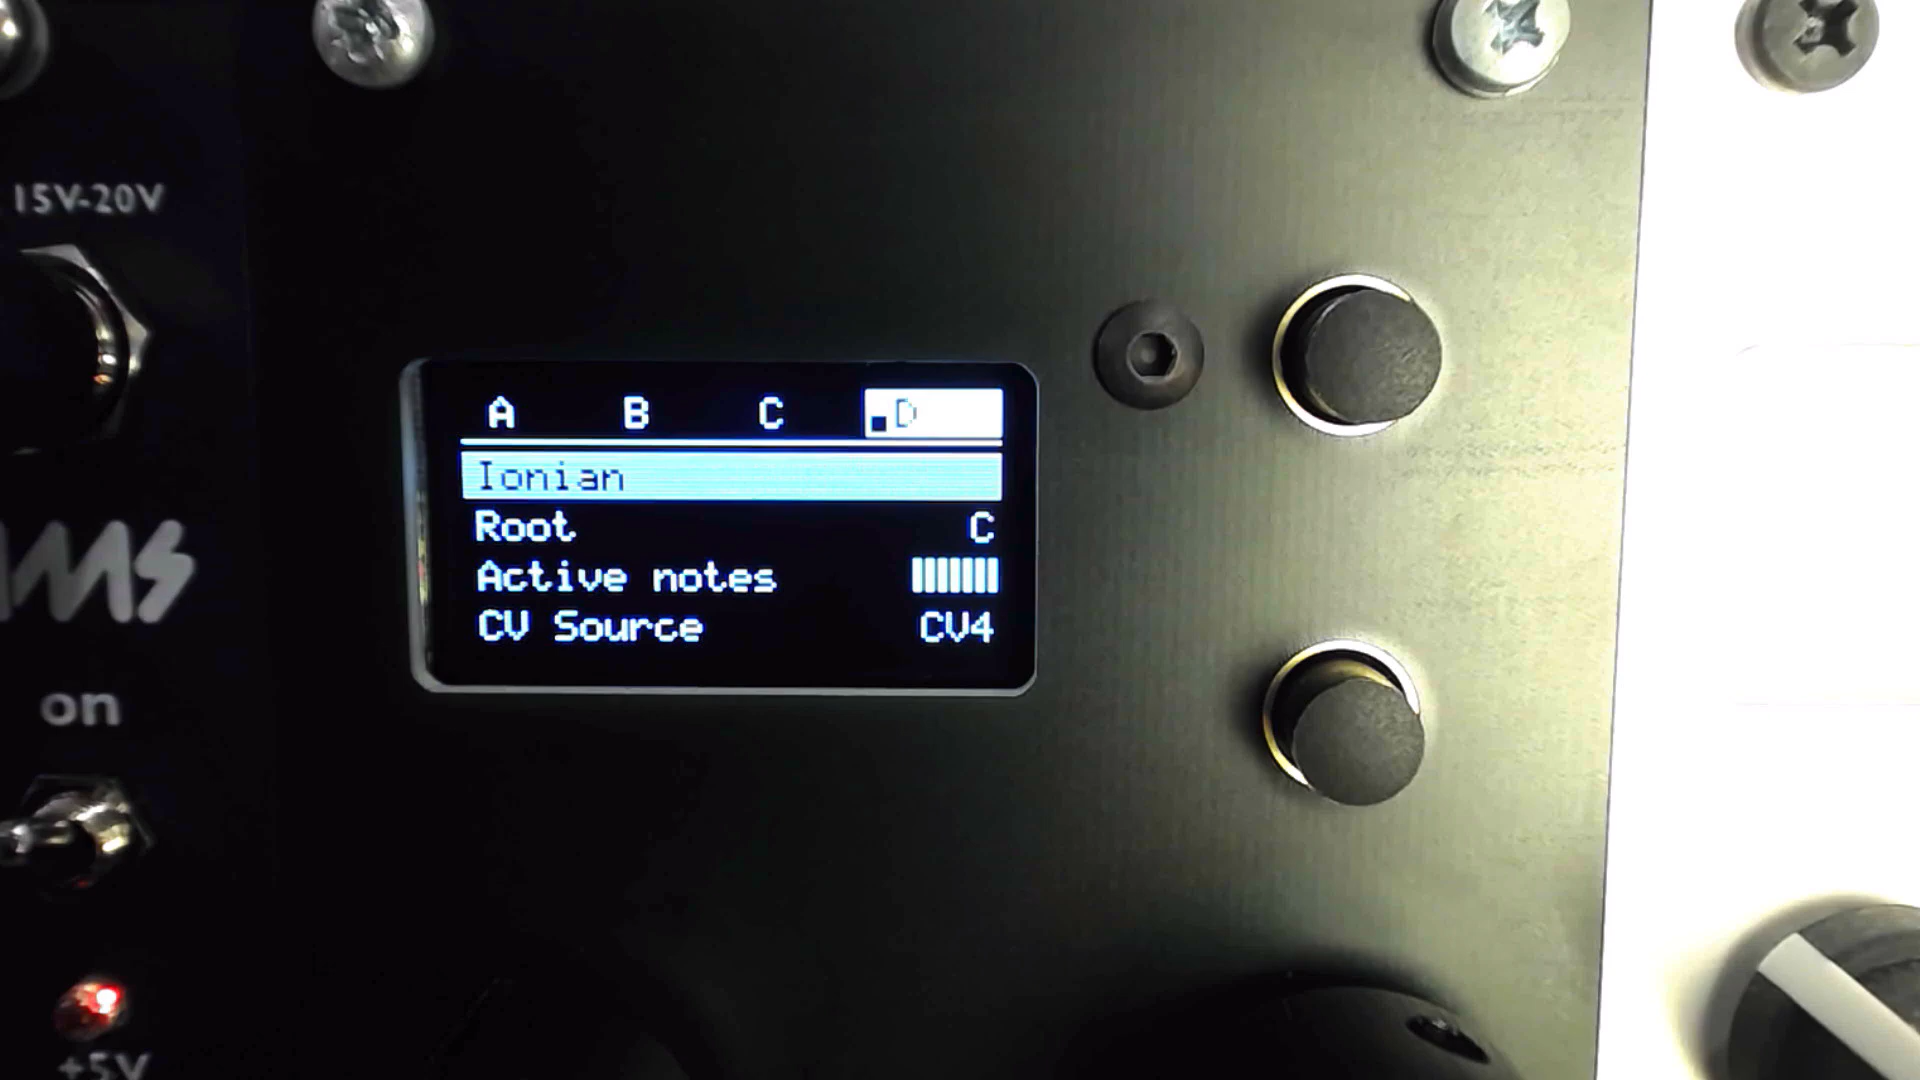 15V-20V
A B C D
Ionian
Root C
Active notes
CV Source CV4
on
+5V